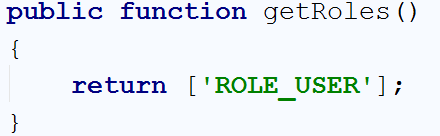 public function getRoles()
{
    return ['ROLE_USER'];
}